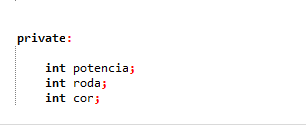 private:
int potencia;
int roda;
int cor;